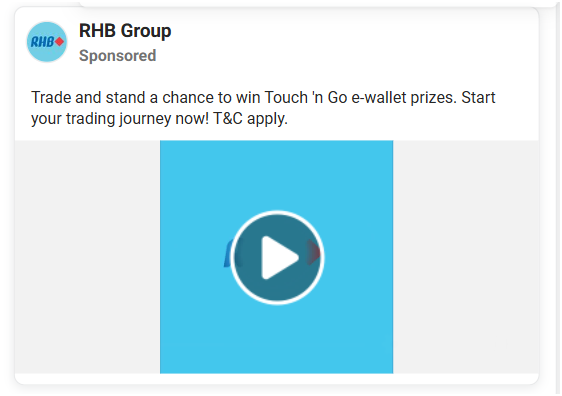 RHB Group
RHB
Sponsored
Trade and stand a chance to win Touch 'n Go e-wallet prizes. Start
your trading journey now! T&C apply.